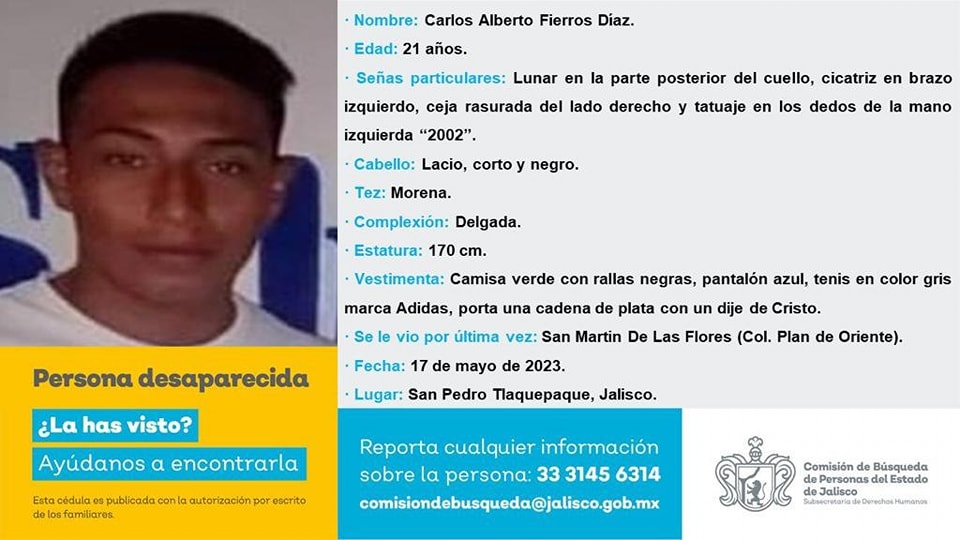 · Nombre: Carlos Alberto Fierros Díaz.
· Edad: 21 años.
· Señas particulares: Lunar en la parte posterior del cuello, cicatriz en brazo
izquierdo, ceja rasurada del lado derecho y tatuaje en los dedos de la mano
izquierda “2002”.
· Cabello: Lacio, corto y negro.
· Tez: Morena.
· Complexión: Delgada.
· Estatura: 170 cm.
· Vestimenta: Camisa verde con rallas negras, pantalón azul, tenis en color gris
marca Adidas, porta una cadena de plata con un dije de Cristo.
· Se le vio por última vez: San Martin De Las Flores (Col. Plan de Oriente).
· Fecha: 17 de mayo de 2023.
· Lugar: San Pedro Tlaquepaque, Jalisco.
Persona desaparecida
¿La has visto?
Ayúdanos a encontrarla
Esta cédula es publicada con la autorización por escrito
de los familiares.
Reporta cualquier información
sobre la persona: 33 3145 6314
comisiondebusqueda@jalisco.gob.mx
Comisión de Búsqueda
de Personas del Estado
de Jalisco
Subsecretaría de Derechos Humanos